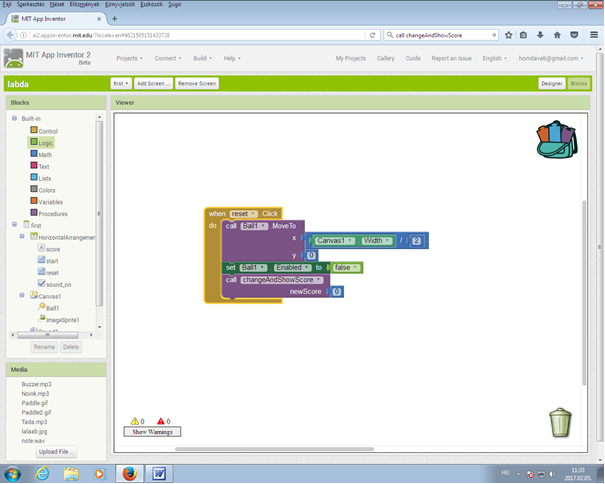 Fájl Szerkesztés Nézet Előzmények Könyvjelzők Eszközök Súgó
MIT App Inventor 2
ai2.appinventor.mit.edu/?locale=en#4621505151433728
call changeAndShowScore
MIT App Inventor 2
Beta
Projects Connect Build Help My Projects Gallery Guide Report an Issue English homdavab@gmail.com
labda
first Add Screen ... Remove Screen Designer Blocks
Blocks Viewer
Built-in
Control
Logic
Math
Text
Lists
Colors
Variables
Procedures
first
HorizontalArrangemen
score
start
reset
sound_on
Canvas1
Ball1
ImageSprite1
Rename Delete
Media
Buzzer.mp3
Noink.mp3
Paddle.gif
Paddle2.gif
Tada.mp3
lalaab.jpg
note.wav
Upload File ...
when reset .Click
do call Ball1 .MoveTo
x Canvas1 . Width / 2
y 0
set Ball1 . Enabled to false
call changeAndShowScore
newScore 0
0 0
Show Warnings
HU
11:33
2017.02.05.